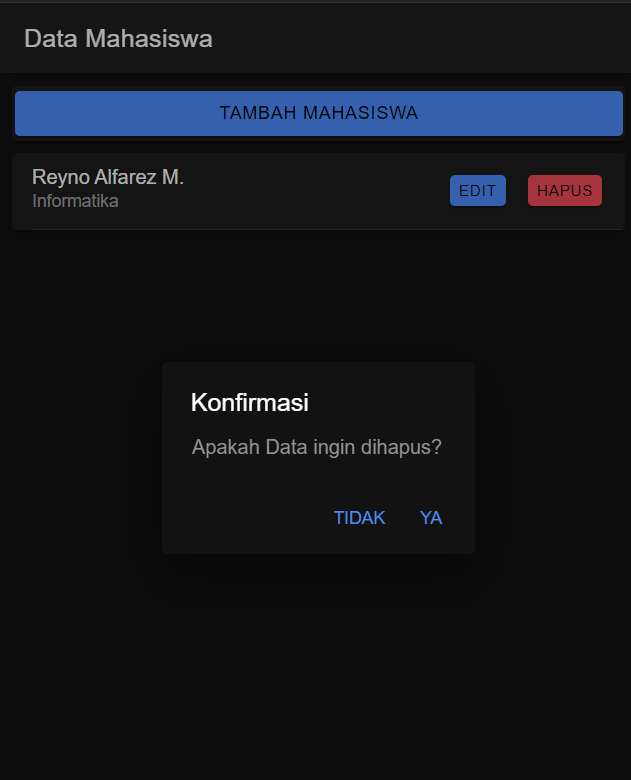 Data Mahasiswa
TAMBAH MAHASISWA
Reyno Alfarez M.
Informatika
EDIT
HAPUS
Konfirmasi
Apakah Data ingin dihapus?
TIDAK
YA